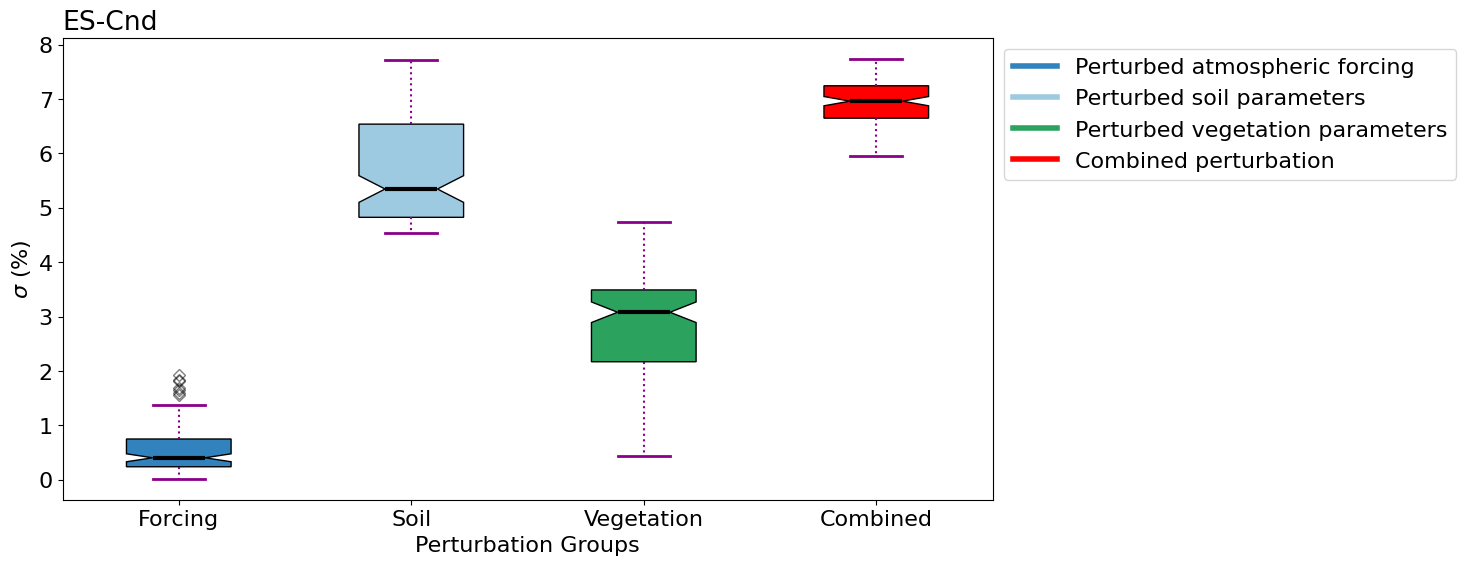 ES-Cnd
8
7
6
5
4
3
2
1
0
σ (%)
Forcing
Soil
Vegetation
Combined
Perturbation Groups
Perturbed atmospheric forcing
Perturbed soil parameters
Perturbed vegetation parameters
Combined perturbation